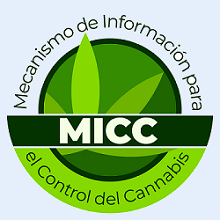 Mecanismo de Información para
MICC
el Control del Cannabis